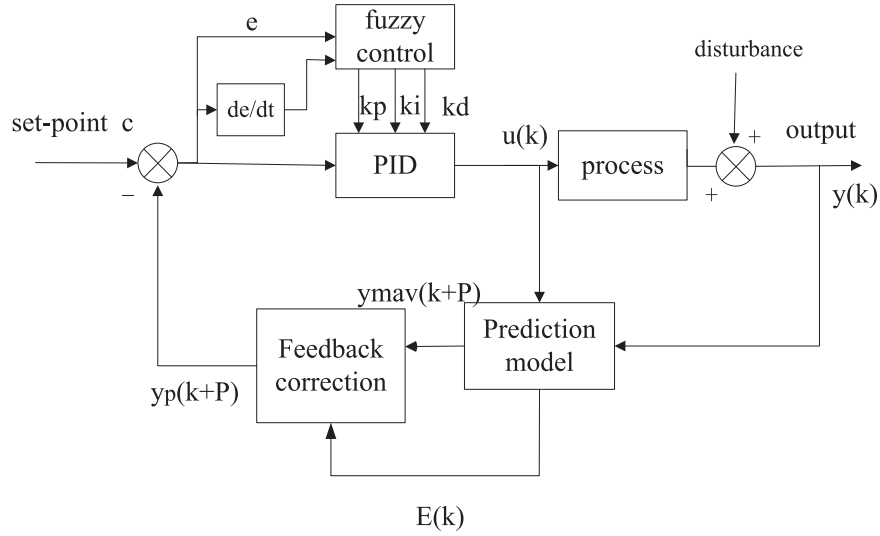 e
fuzzy
control
disturbance
de/dt
kp
ki
kd
set-point c
u(k)
+
output
PID
process
−
+
y(k)
ymav(k+P)
Prediction
model
Feedback
correction
yp(k+P)
E(k)